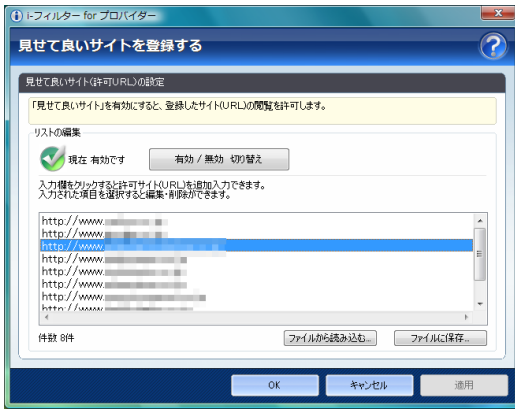 i-フィルター for プロバイダー
見せて良いサイトを登録する
見せて良いサイト(許可URL)の設定
「見せて良いサイト」を有効にすると、登録したサイト(URL)の閲覧を許可します。
リストの編集
現在 有効です
有効 / 無効 切り替え
入力欄をクリックすると許可サイト(URL)を追加入力できます。
入力された項目を選択すると編集・削除ができます。
http://www.
http://www.
http://www.
http://www.
http://www.
http://www.
http://www.
http://www.
件数 8件
ファイルから読み込む...
ファイルに保存...
OK
キャンセル
適用